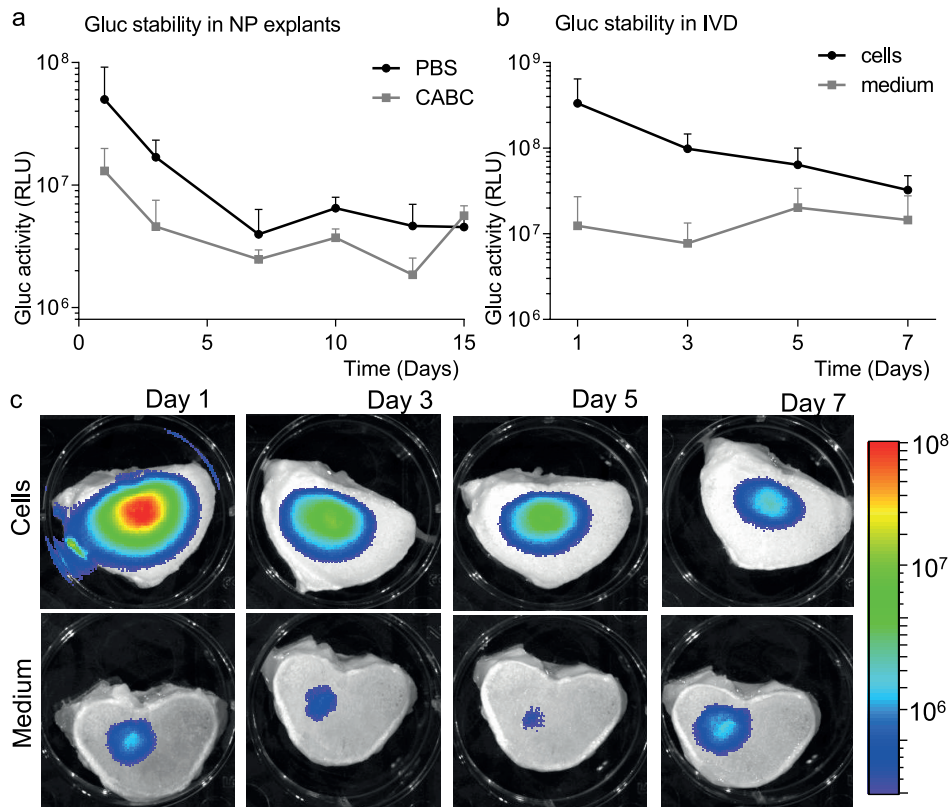 a
Gluc stability in NP explants
10⁸
10⁷
10⁶
Gluc activity (RLU)
PBS
CABC
0
5
10
15
Time (Days)
b
Gluc stability in IVD
10⁹
10⁸
10⁷
10⁶
Gluc activity (RLU)
cells
medium
1
3
5
7
Time (Days)
c
Day 1
Day 3
Day 5
Day 7
Cells
Medium
10⁸
10⁷
10⁶